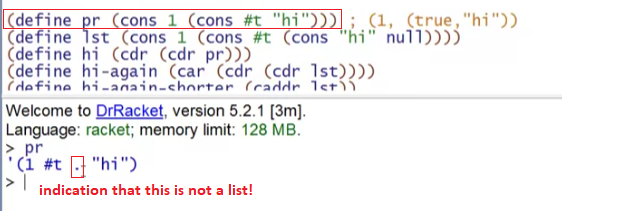 (define pr (cons 1 (cons #t "hi"))) ; (1, (true,"hi"))
(define lst (cons 1 (cons #t (cons "hi" null))))
(define hi (cdr (cdr pr)))
(define hi-again (car (cdr (cdr lst))))
(define hi-again-shorter (caddr lst))
Welcome to DrRacket, version 5.2.1 [3m].
Language: racket; memory limit: 128 MB.
> pr
'(1 #t . "hi")
>
indication that this is not a list!